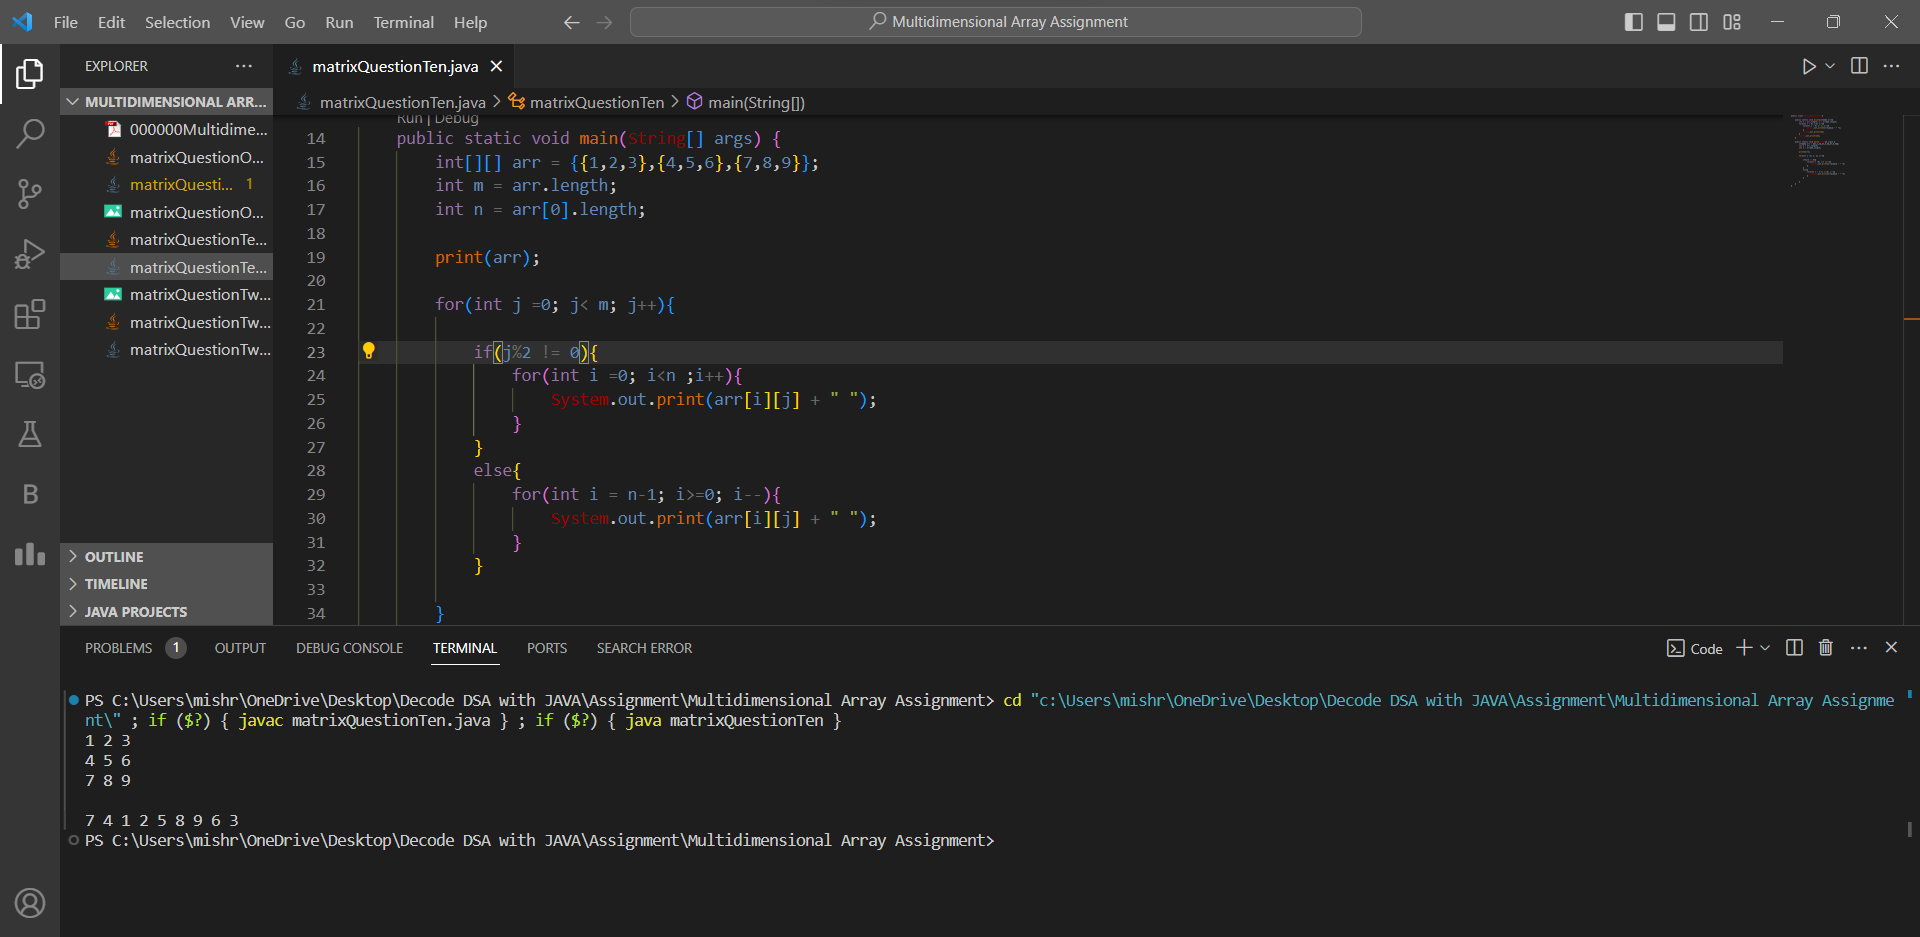 File Edit Selection View Go Run Terminal Help
Multidimensional Array Assignment
EXPLORER
MULTIDIMENSIONAL ARR...
000000Multidime...
matrixQuestionO...
matrixQuesti... 1
matrixQuestionO...
matrixQuestionTe...
matrixQuestionTe...
matrixQuestionTw...
matrixQuestionTw...
matrixQuestionTw...
OUTLINE
TIMELINE
JAVA PROJECTS
matrixQuestionTen.java
matrixQuestionTen.java > matrixQuestionTen > main(String[])
Run | Debug
14 public static void main(String[] args) {
15 int[][] arr = {{1,2,3},{4,5,6},{7,8,9}};
16 int m = arr.length;
17 int n = arr[0].length;
18
19 print(arr);
20
21 for(int j =0; j< m; j++){
22
23 if(j%2 != 0){
24 for(int i =0; i<n ;i++){
25 System.out.print(arr[i][j] + " ");
26 }
27 }
28 else{
29 for(int i = n-1; i>=0; i--){
30 System.out.print(arr[i][j] + " ");
31 }
32 }
33
34 }
PROBLEMS 1 OUTPUT DEBUG CONSOLE TERMINAL PORTS SEARCH ERROR
Code
PS C:\Users\mishr\OneDrive\Desktop\Decode DSA with JAVA\Assignment\Multidimensional Array Assignment> cd "c:\Users\mishr\OneDrive\Desktop\Decode DSA with JAVA\Assignment\Multidimensional Array Assignme
nt\" ; if ($?) { javac matrixQuestionTen.java } ; if ($?) { java matrixQuestionTen }
1 2 3
4 5 6
7 8 9
7 4 1 2 5 8 9 6 3
PS C:\Users\mishr\OneDrive\Desktop\Decode DSA with JAVA\Assignment\Multidimensional Array Assignment>